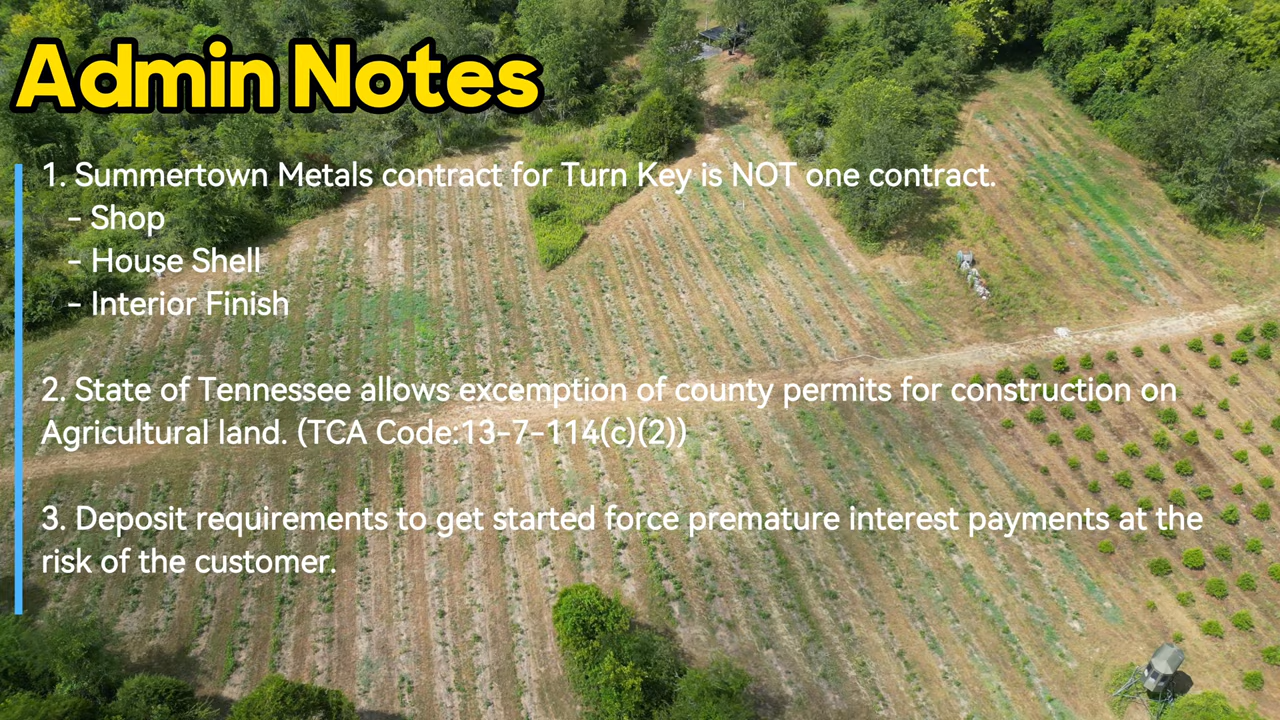 Admin Notes
1. Summertown Metals contract for Turn Key is NOT one contract.
- Shop
- House Shell
- Interior Finish
2. State of Tennessee allows excemption of county permits for construction on
Agricultural land. (TCA Code:13-7-114(c)(2))
3. Deposit requirements to get started force premature interest payments at the
risk of the customer.